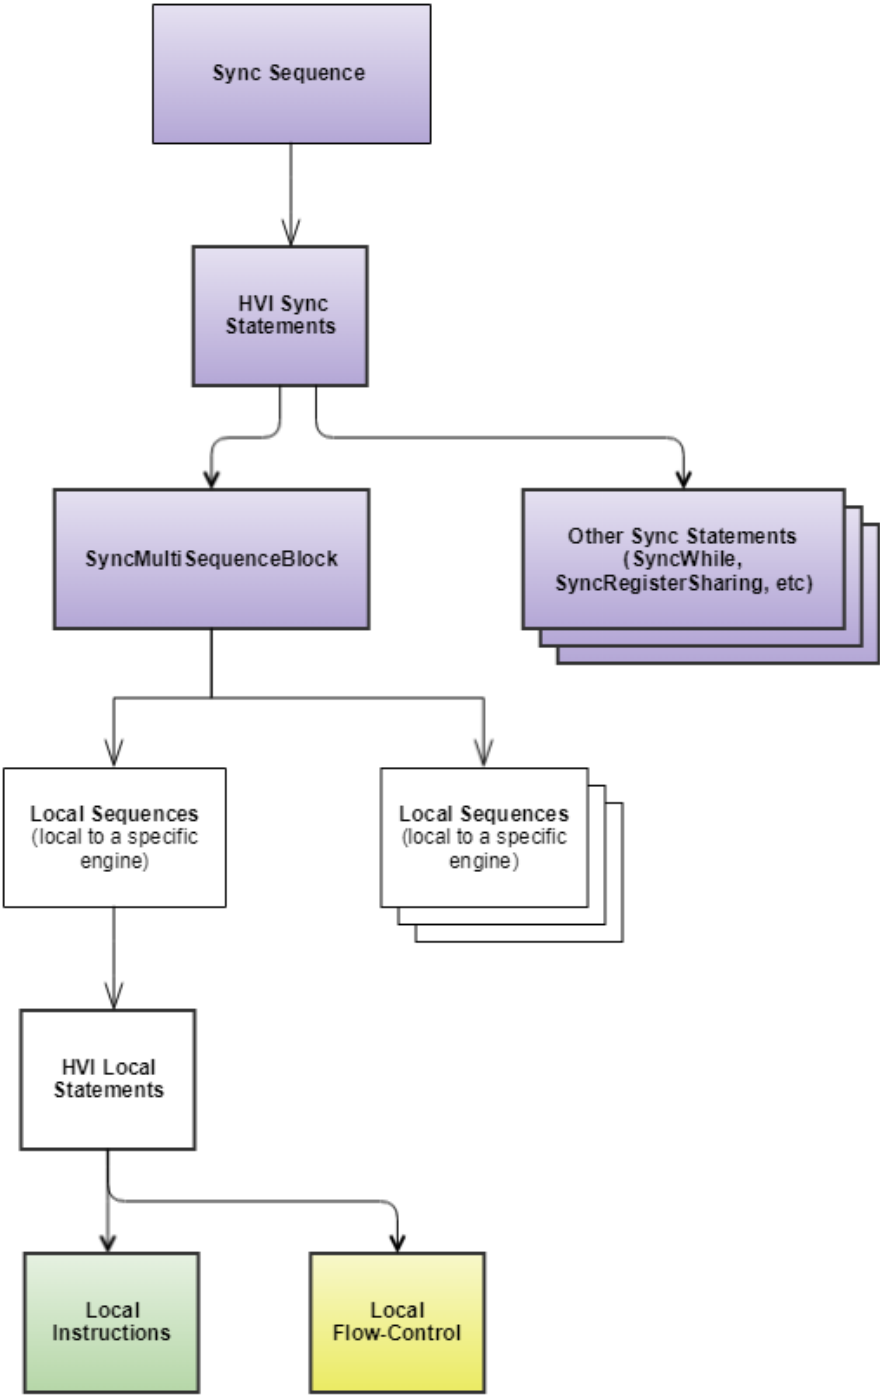 Sync Sequence
HVI Sync
Statements
SyncMultiSequenceBlock
Other Sync Statements
(SyncWhile,
SyncRegisterSharing, etc)
Local Sequences
(local to a specific
engine)
Local Sequences
(local to a specific
engine)
HVI Local
Statements
Local
Instructions
Local
Flow-Control